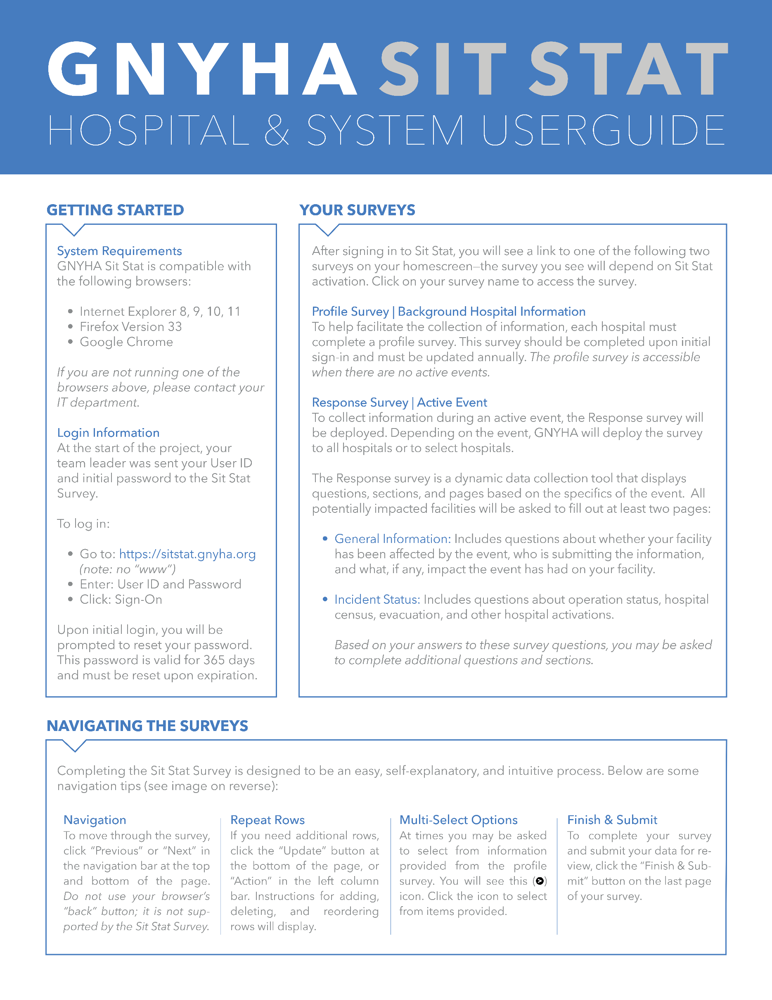 GNYHA SIT STAT
HOSPITAL & SYSTEM USERGUIDE
GETTING STARTED
System Requirements
GNYHA Sit Stat is compatible with
the following browsers:
• Internet Explorer 8, 9, 10, 11
• Firefox Version 33
• Google Chrome
If you are not running one of the
browsers above, please contact your
IT department.
Login Information
At the start of the project, your
team leader was sent your User ID
and initial password to the Sit Stat
Survey.
To log in:
• Go to: https://sitstat.gnyha.org
(note: no “www”)
• Enter: User ID and Password
• Click: Sign-On
Upon initial login, you will be
prompted to reset your password.
This password is valid for 365 days
and must be reset upon expiration.
YOUR SURVEYS
After signing in to Sit Stat, you will see a link to one of the following two
surveys on your homescreen—the survey you see will depend on Sit Stat
activation. Click on your survey name to access the survey.
Profile Survey | Background Hospital Information
To help facilitate the collection of information, each hospital must
complete a profile survey. This survey should be completed upon initial
sign-in and must be updated annually. The profile survey is accessible
when there are no active events.
Response Survey | Active Event
To collect information during an active event, the Response survey will
be deployed. Depending on the event, GNYHA will deploy the survey
to all hospitals or to select hospitals.
The Response survey is a dynamic data collection tool that displays
questions, sections, and pages based on the specifics of the event. All
potentially impacted facilities will be asked to fill out at least two pages:
• General Information: Includes questions about whether your facility
has been affected by the event, who is submitting the information,
and what, if any, impact the event has had on your facility.
• Incident Status: Includes questions about operation status, hospital
census, evacuation, and other hospital activations.
Based on your answers to these survey questions, you may be asked
to complete additional questions and sections.
NAVIGATING THE SURVEYS
Completing the Sit Stat Survey is designed to be an easy, self-explanatory, and intuitive process. Below are some
navigation tips (see image on reverse):
Navigation
To move through the survey,
click “Previous” or “Next” in
the navigation bar at the top
and bottom of the page.
Do not use your browser’s
“back” button; it is not sup-
ported by the Sit Stat Survey.
Repeat Rows
If you need additional rows,
click the “Update” button at
the bottom of the page, or
“Action” in the left column
bar. Instructions for adding,
deleting, and reordering
rows will display.
Multi-Select Options
At times you may be asked
to select from information
provided from the profile
survey. You will see this (>)
icon. Click the icon to select
from items provided.
Finish & Submit
To complete your survey
and submit your data for re-
view, click the “Finish & Sub-
mit” button on the last page
of your survey.